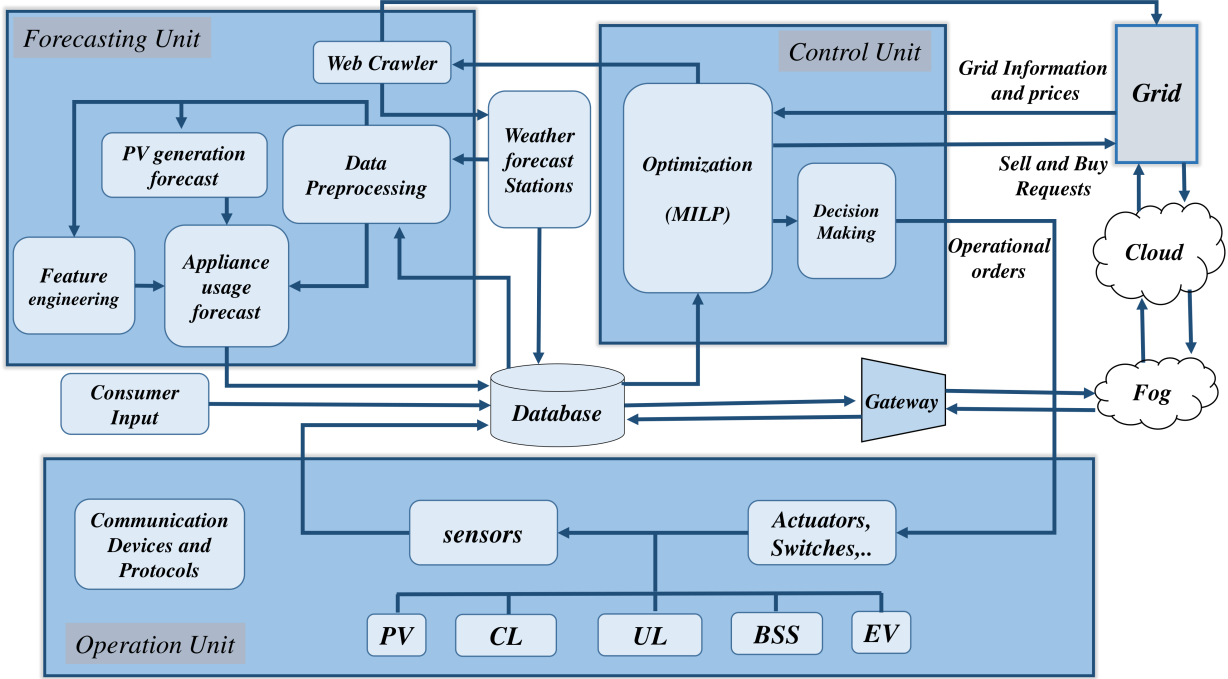 Forecasting Unit
Web Crawler
Control Unit
Grid Information
and prices
Grid
PV generation
forecast
Data
Preprocessing
Weather
forecast
Stations
Optimization
(MILP)
Sell and Buy
Requests
Decision
Making
Operational
orders
Cloud
Feature
engineering
Appliance
usage
forecast
Consumer
Input
Database
Gateway
Fog
Communication
Devices and
Protocols
sensors
Actuators,
Switches,..
Operation Unit
PV
CL
UL
BSS
EV